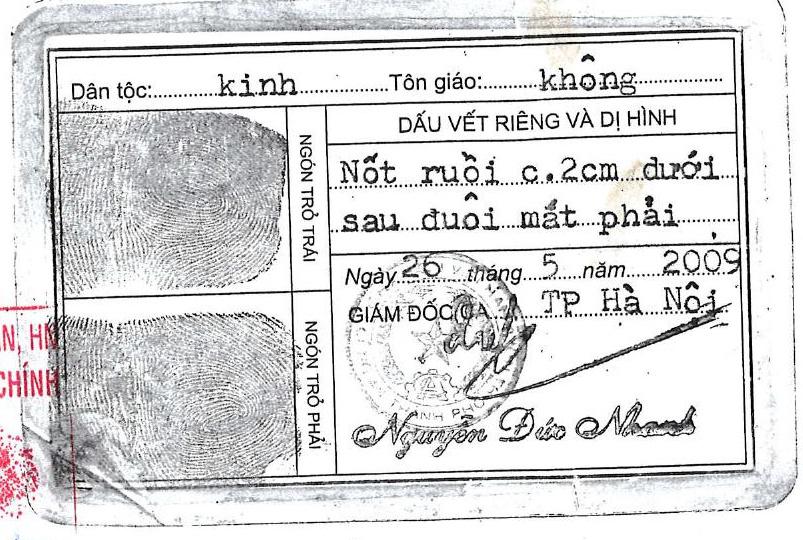 Dân tộc: kinh Tôn giáo: không
NGÓN TRỎ TRÁI
DẤU VẾT RIÊNG VÀ DỊ HÌNH
Nốt ruồi c.2cm dưới
sau đuôi mắt phải
Ngày 26 tháng 5 năm 2009
GIÁM ĐỐC CA TP Hà Nội
NGÓN TRỎ PHẢI
Nguyễn Đức Nhanh
HN
CHÍNH